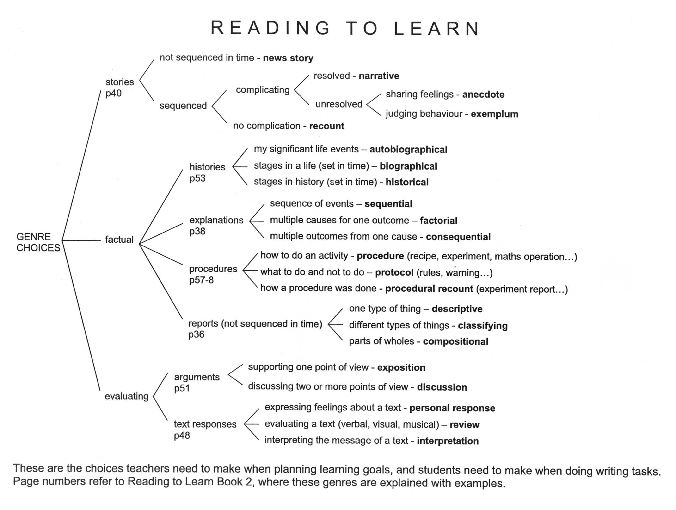 READING TO LEARN
not sequenced in time - news story
stories
p40
resolved - narrative
complicating
sharing feelings - anecdote
unresolved
sequenced
judging behaviour - exemplum
no complication - recount
my significant life events – autobiographical
histories
p53
stages in a life (set in time) – biographical
stages in history (set in time) - historical
sequence of events – sequential
explanations
p38
multiple causes for one outcome – factorial
multiple outcomes from one cause - consequential
GENRE
CHOICES
factual
how to do an activity - procedure (recipe, experiment, maths operation...)
procedures
p57-8
what to do and not to do – protocol (rules, warning...)
how a procedure was done - procedural recount (experiment report...)
one type of thing – descriptive
reports (not sequenced in time)
p36
different types of things - classifying
parts of wholes - compositional
supporting one point of view - exposition
arguments
p51
discussing two or more points of view - discussion
evaluating
expressing feelings about a text - personal response
text responses
p48
evaluating a text (verbal, visual, musical) – review
interpreting the message of a text - interpretation
These are the choices teachers need to make when planning learning goals, and students need to make when doing writing tasks.
Page numbers refer to Reading to Learn Book 2, where these genres are explained with examples.